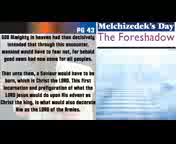 PG 43
GOD Almighty in heaven had then decisively
intended that through this encounter,
mankind would have to fear not, for behold
good news had now come for all peoples.
That unto them, a Saviour would have to be
born, which is Christ the LORD. This first
incarnation and prefiguration of what the
LORD Jesus would do upon his advent as
Christ the king, is what would also decorate
Him as the LORD of the Armies.
Melchizedek's Day
The Foreshadow